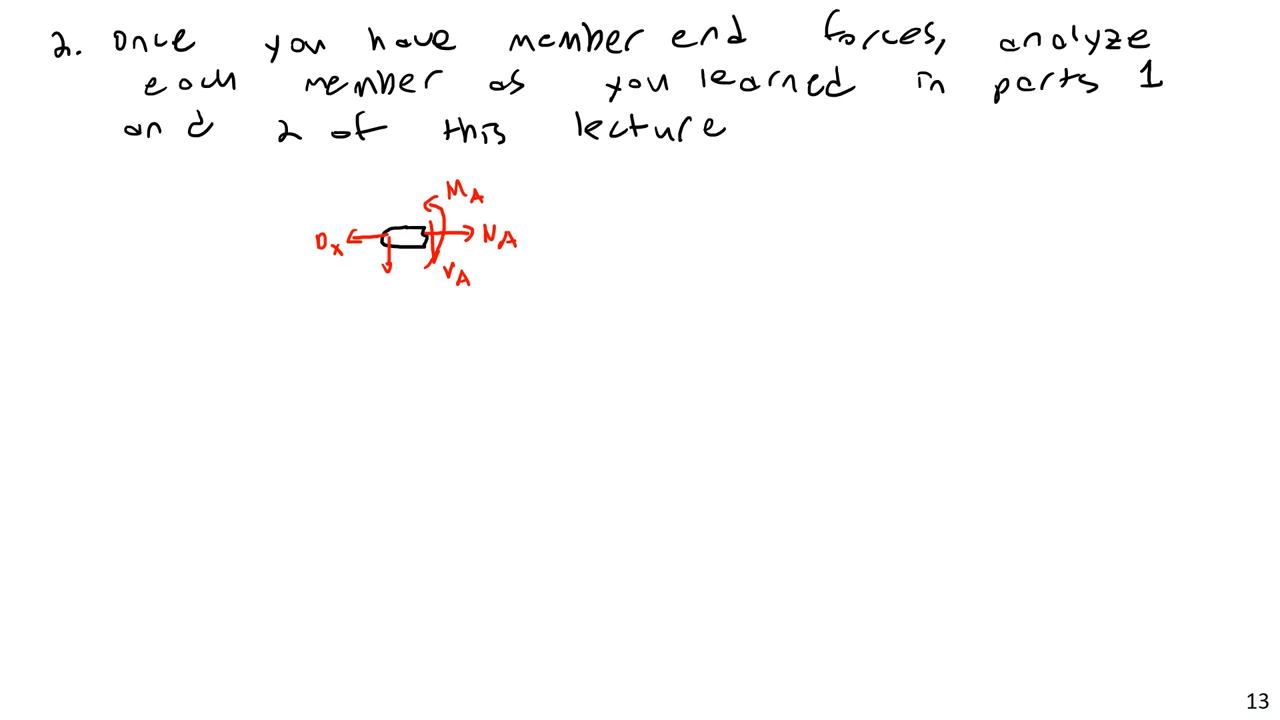 2. Once you have member end forces, analyze
each member as you learned in parts 1
and 2 of this lecture
M_A
D_x
N_A
V_A
13